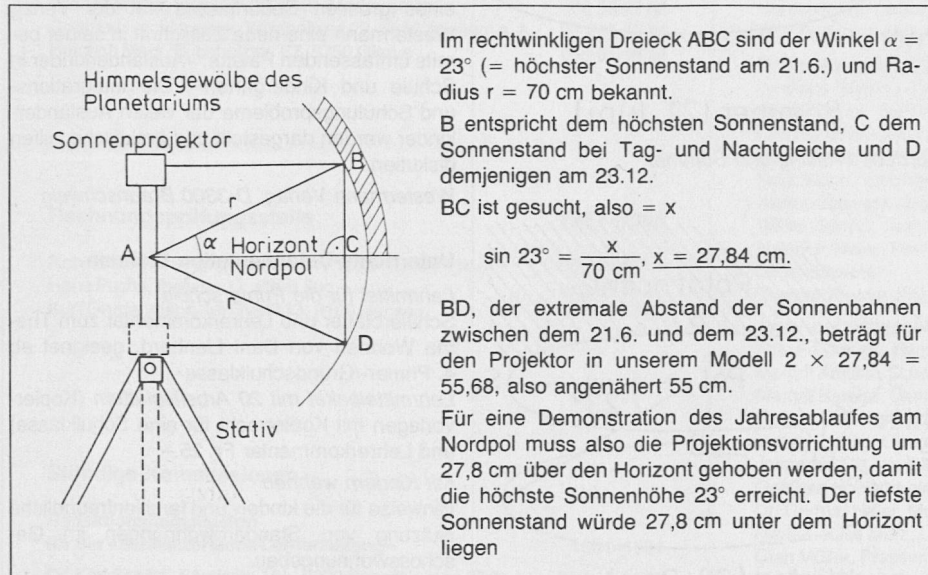 Himmelsgewölbe des
Planetariums
Sonnenprojektor
B
r
α Horizont C
A
Nordpol
r
D
Stativ
Im rechtwinkligen Dreieck ABC sind der Winkel α =
23° (= höchster Sonnenstand am 21.6.) und Ra-
dius r = 70 cm bekannt.
B entspricht dem höchsten Sonnenstand, C dem
Sonnenstand bei Tag- und Nachtgleiche und D
demjenigen am 23.12.
BC ist gesucht, also = x
sin 23° = x / 70 cm, x = 27,84 cm.
BD, der extremale Abstand der Sonnenbahnen
zwischen dem 21.6. und dem 23.12., beträgt für
den Projektor in unserem Modell 2 × 27,84 =
55,68, also angenähert 55 cm.
Für eine Demonstration des Jahresablaufes am
Nordpol muss also die Projektionsvorrichtung um
27.8 cm über den Horizont gehoben werden, damit
die höchste Sonnenhöhe 23° erreicht. Der tiefste
Sonnenstand würde 27,8 cm unter dem Horizont
liegen